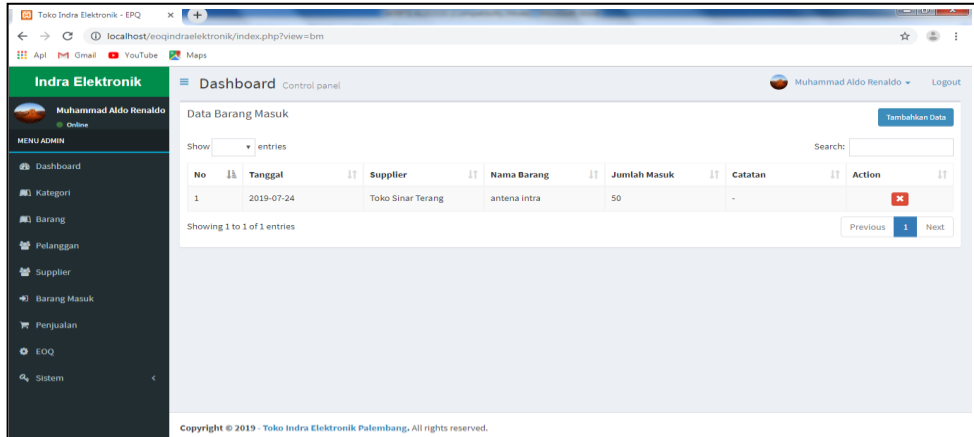 Toko Indra Elektronik - EPQ
localhost/eoqindraelektronik/index.php?view=bm
Apl Gmail YouTube Maps
Indra Elektronik
Dashboard Control panel
Muhammad Aldo Renaldo Logout
Muhammad Aldo Renaldo
Online
MENU ADMIN
Dashboard
Kategori
Barang
Pelanggan
Supplier
Barang Masuk
Penjualan
EOQ
Sistem
Data Barang Masuk
Tambahkan Data
Show entries
Search:
No Tanggal Supplier Nama Barang Jumlah Masuk Catatan Action
1 2019-07-24 Toko Sinar Terang antena intra 50 -
Showing 1 to 1 of 1 entries
Previous 1 Next
Copyright © 2019 - Toko Indra Elektronik Palembang. All rights reserved.